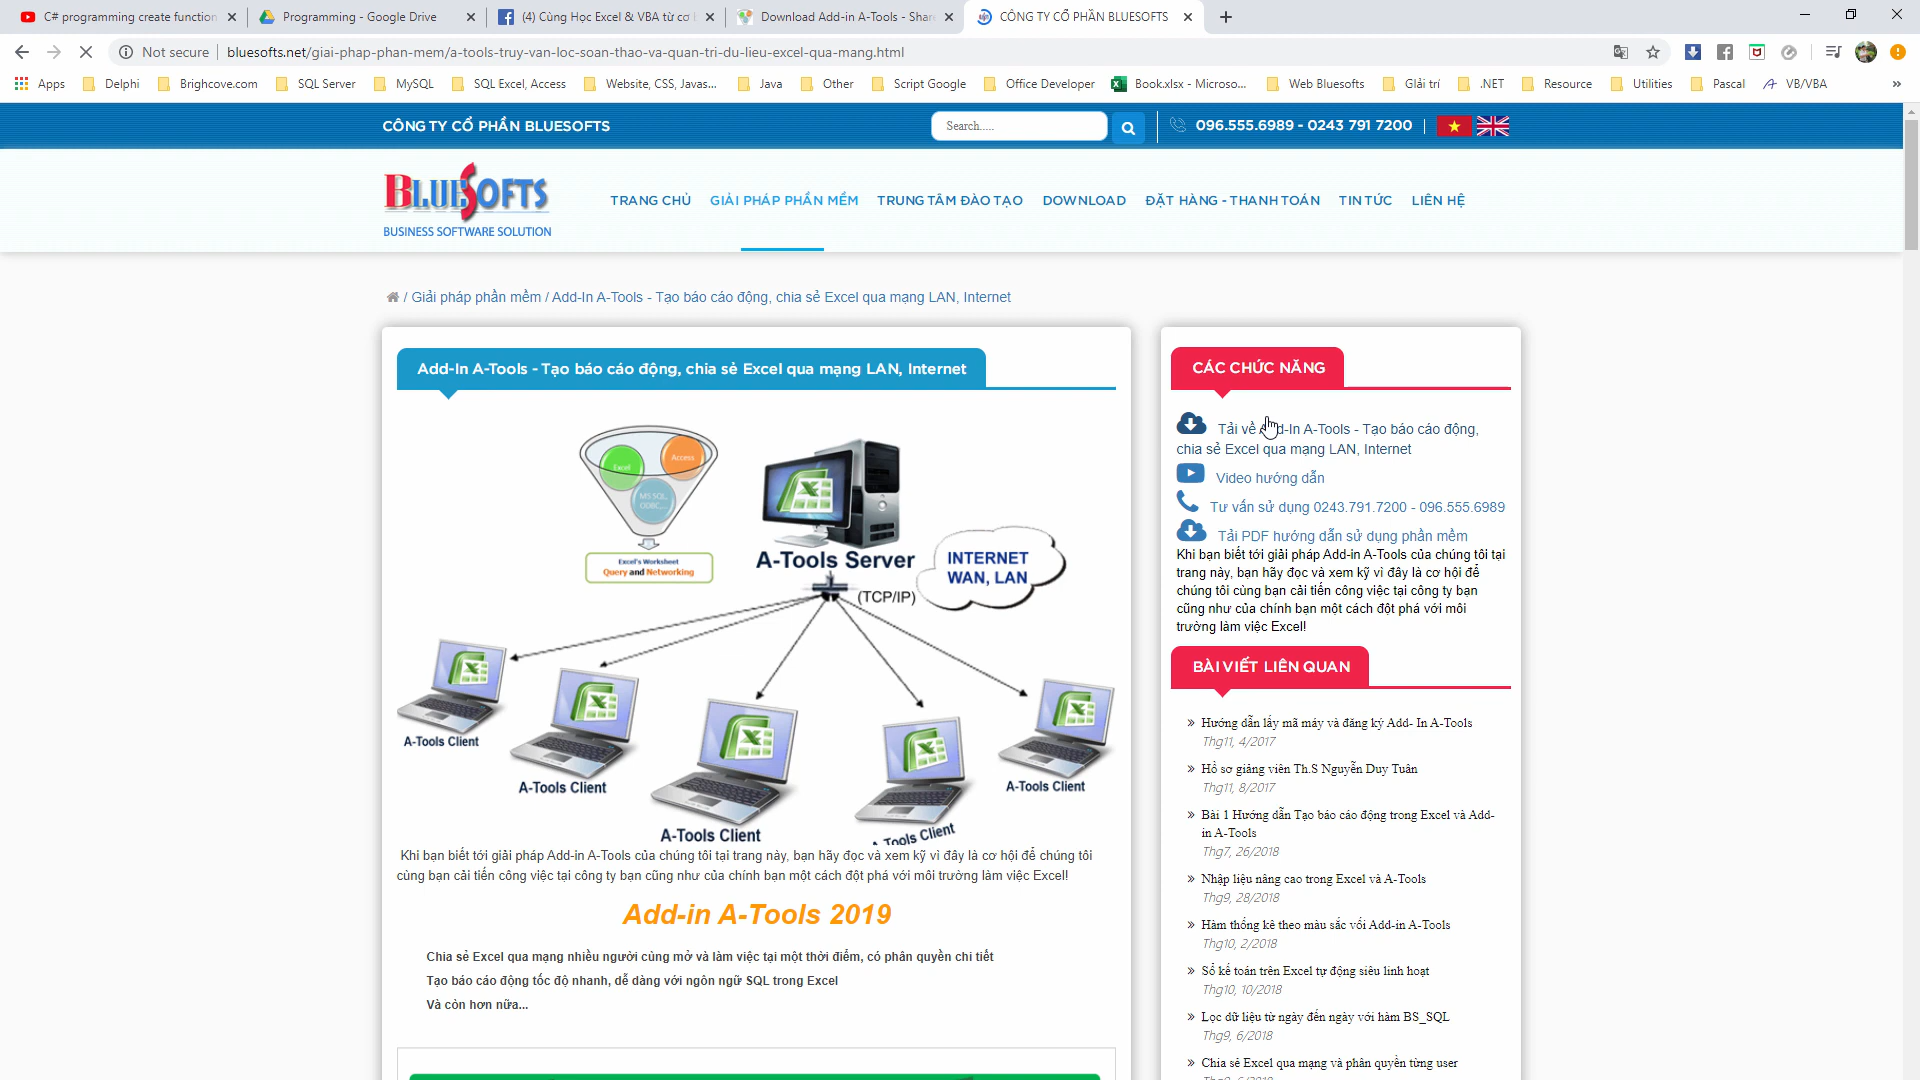 C# programming create function
Programming - Google Drive
(4) Cùng Học Excel & VBA từ cơ
Download Add-in A-Tools - Share
CÔNG TY CỔ PHẦN BLUESOFTS
Not secure
bluesofts.net/giai-phap-phan-mem/a-tools-truy-van-loc-soan-thao-va-quan-tri-du-lieu-excel-qua-mang.html
Apps Delphi Brighcove.com SQL Server MySQL SQL Excel, Access Website, CSS, Javas... Java Other Script Google Office Developer Book.xlsx - Microso... Web Bluesofts GIải trí .NET Resource Utilities Pascal VB/VBA »
CÔNG TY CỔ PHẦN BLUESOFTS
Search.....
096.555.6989 - 0243 791 7200
BLUESOFTS
BUSINESS SOFTWARE SOLUTION
TRANG CHỦ GIẢI PHÁP PHẦN MỀM TRUNG TÂM ĐÀO TẠO DOWNLOAD ĐẶT HÀNG - THANH TOÁN TIN TỨC LIÊN HỆ
/ Giải pháp phần mềm / Add-In A-Tools - Tạo báo cáo động, chia sẻ Excel qua mạng LAN, Internet
Add-In A-Tools - Tạo báo cáo động, chia sẻ Excel qua mạng LAN, Internet
Excel
Access
MS SQL,
ODBC,...
Excel's Worksheet
Query and Networking
A-Tools Server
(TCP/IP)
INTERNET
WAN, LAN
A-Tools Client
A-Tools Client
A-Tools Client
A-Tools Client
A-Tools Client
Khi bạn biết tới giải pháp Add-in A-Tools của chúng tôi tại trang này, bạn hãy đọc và xem kỹ vì đây là cơ hội để chúng tôi
cùng bạn cải tiến công việc tại công ty bạn cũng như của chính bạn một cách đột phá với môi trường làm việc Excel!
Add-in A-Tools 2019
Chia sẻ Excel qua mạng nhiều người cùng mở và làm việc tại một thời điểm, có phân quyền chi tiết
Tạo báo cáo động tốc độ nhanh, dễ dàng với ngôn ngữ SQL trong Excel
Và còn hơn nữa...
CÁC CHỨC NĂNG
Tải về Add-In A-Tools - Tạo báo cáo động,
chia sẻ Excel qua mạng LAN, Internet
Video hướng dẫn
Tư vấn sử dụng 0243.791.7200 - 096.555.6989
Tải PDF hướng dẫn sử dụng phần mềm
Khi bạn biết tới giải pháp Add-in A-Tools của chúng tôi tại
trang này, bạn hãy đọc và xem kỹ vì đây là cơ hội để
chúng tôi cùng bạn cải tiến công việc tại công ty bạn
cũng như của chính bạn một cách đột phá với môi
trường làm việc Excel!
BÀI VIẾT LIÊN QUAN
» Hướng dẫn lấy mã máy và đăng ký Add- In A-Tools
Thg11, 4/2017
» Hồ sơ giảng viên Th.S Nguyễn Duy Tuân
Thg11, 8/2017
» Bài 1 Hướng dẫn Tạo báo cáo động trong Excel và Add-
in A-Tools
Thg7, 26/2018
» Nhập liệu nâng cao trong Excel và A-Tools
Thg9, 28/2018
» Hàm thống kê theo màu sắc với Add-in A-Tools
Thg10, 2/2018
» Sổ kế toán trên Excel tự động siêu linh hoạt
Thg10, 10/2018
» Lọc dữ liệu từ ngày đến ngày với hàm BS_SQL
Thg9, 6/2018
» Chia sẻ Excel qua mạng và phân quyền từng user